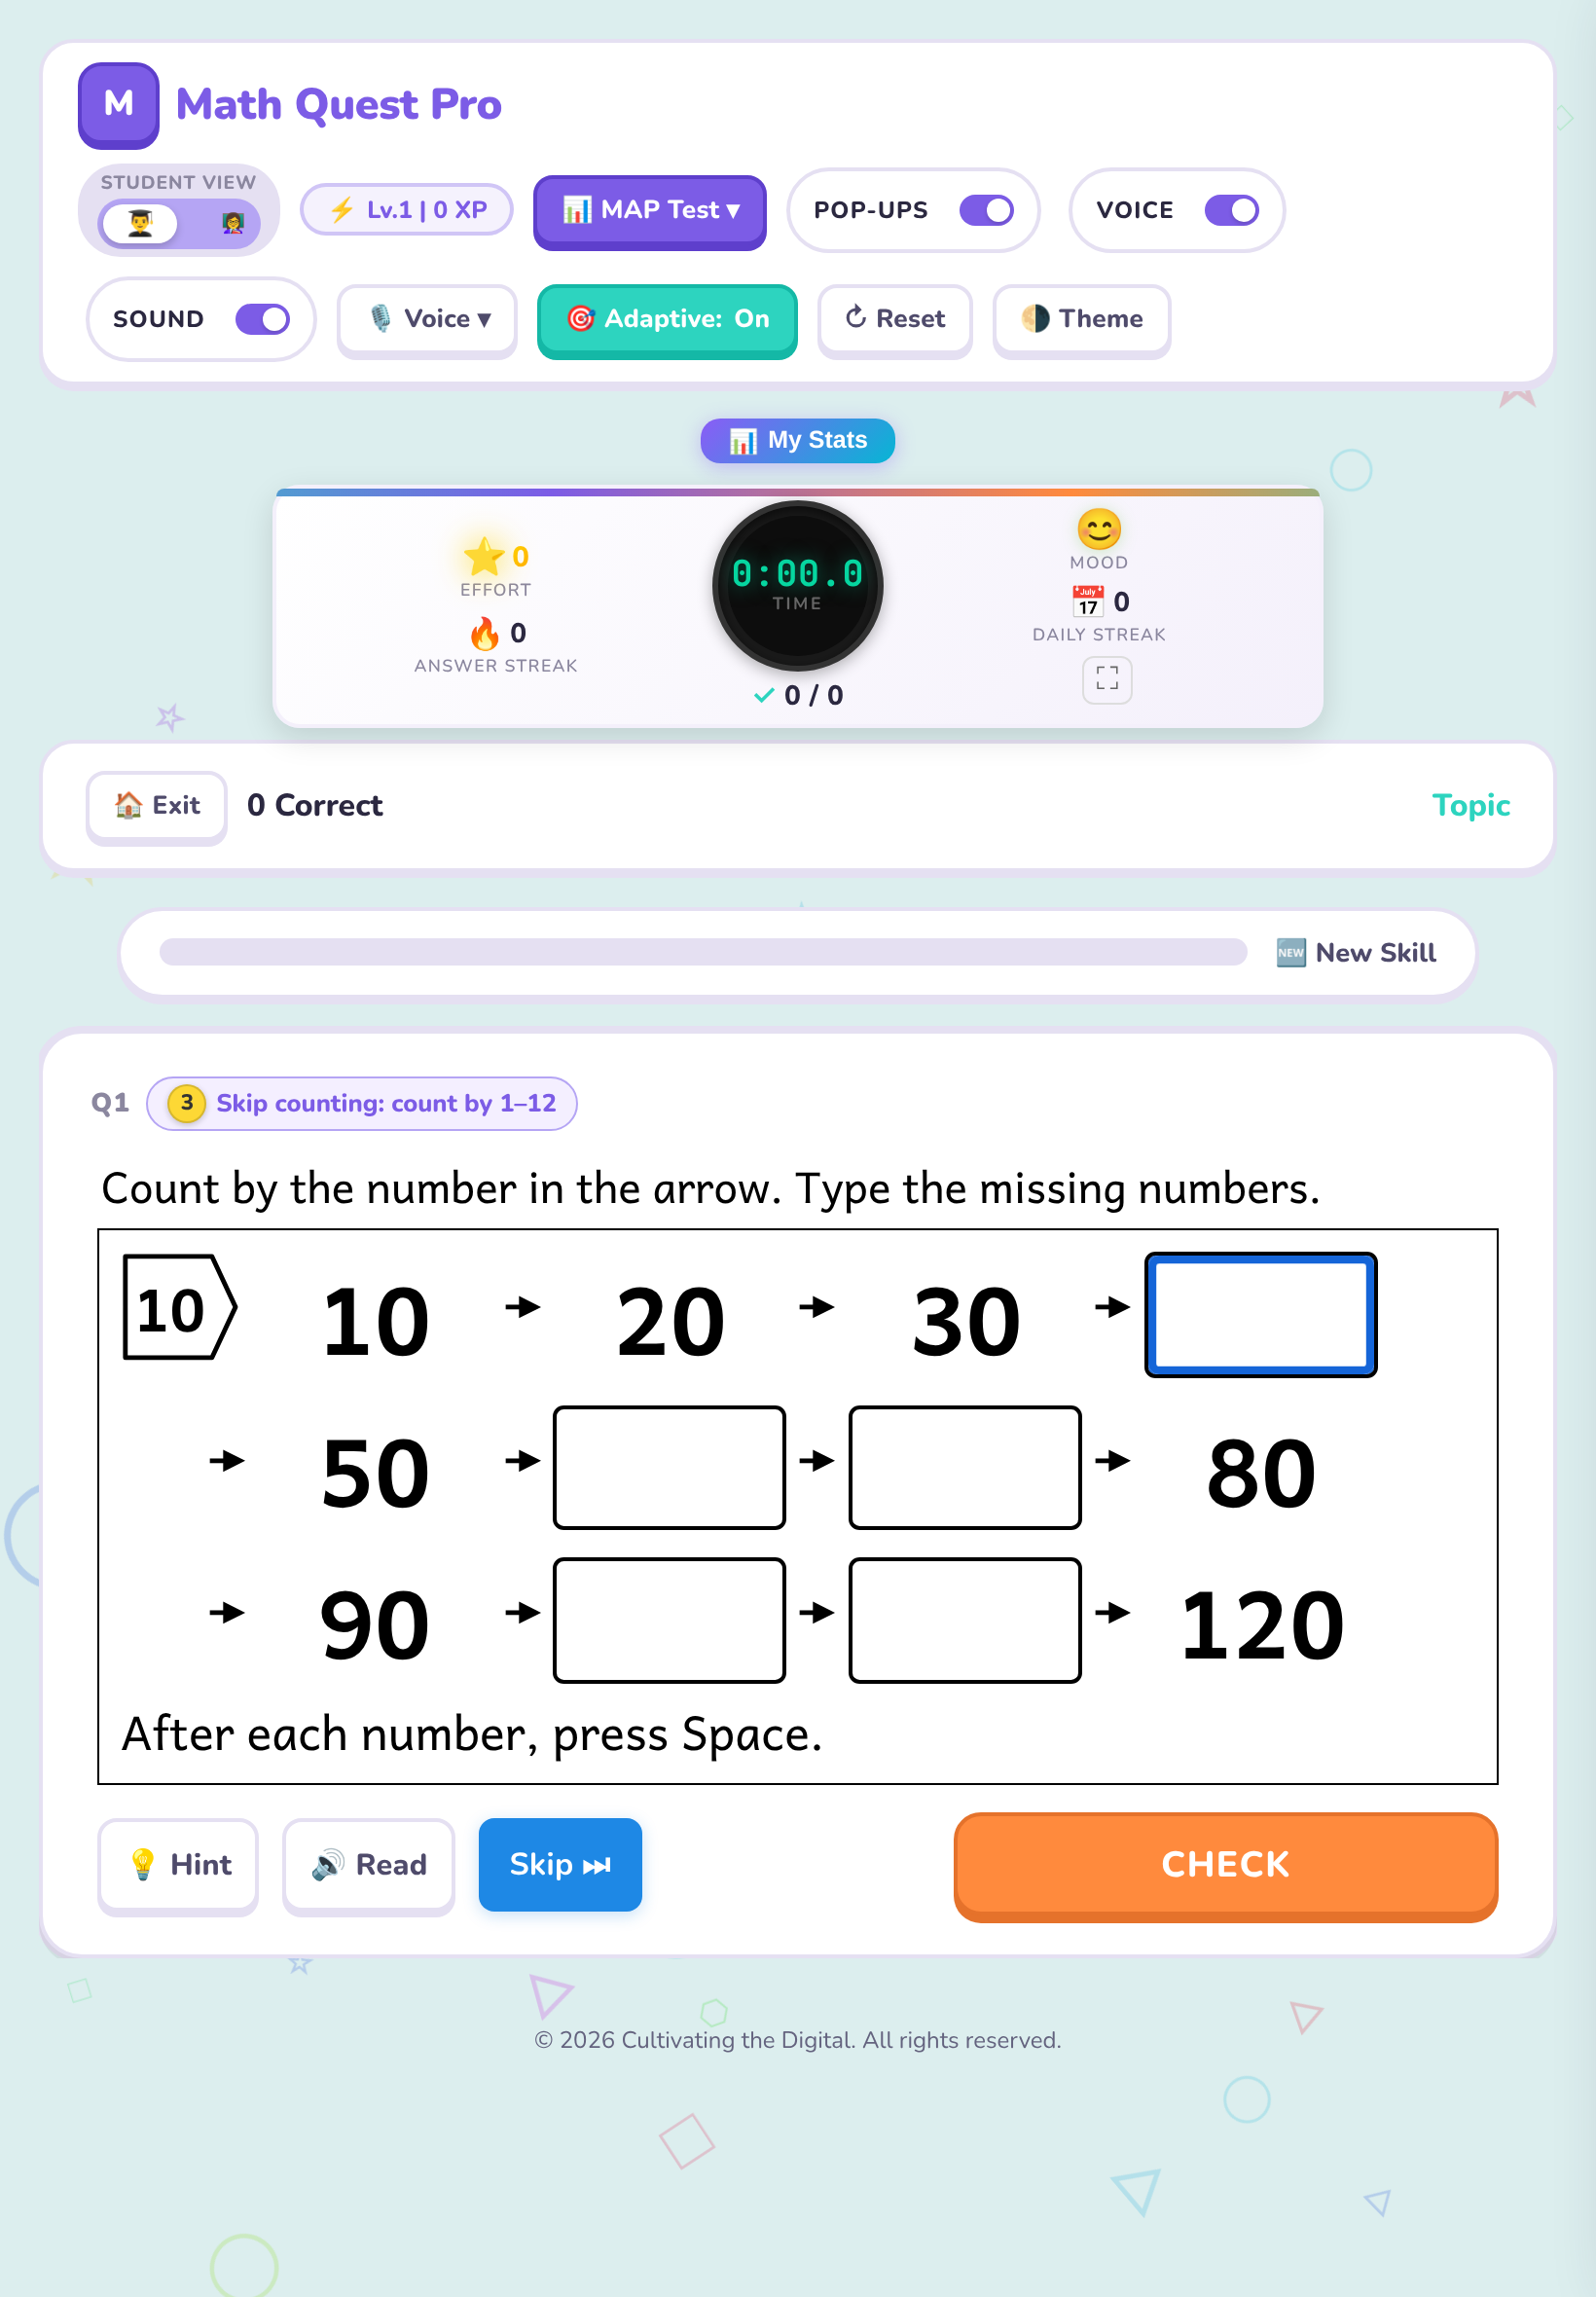 M Math Quest Pro
STUDENT VIEW
⚡ Lv.1 | 0 XP
📊 MAP Test ▾
POP-UPS
VOICE
SOUND
🎙️ Voice ▾
🎯 Adaptive: On
↻ Reset
🌗 Theme
📊 My Stats
⭐ 0
EFFORT
🔥 0
ANSWER STREAK
0:00.0
TIME
✓ 0 / 0
😊
MOOD
📅 0
DAILY STREAK
🏠 Exit
0 Correct
Topic
🆕 New Skill
Q1 3 Skip counting: count by 1–12
Count by the number in the arrow. Type the missing numbers.
10 10 → 20 → 30 →
→ 50 → → → 80
→ 90 → → → 120
After each number, press Space.
💡 Hint
🔊 Read
Skip ⏭
CHECK
© 2026 Cultivating the Digital. All rights reserved.